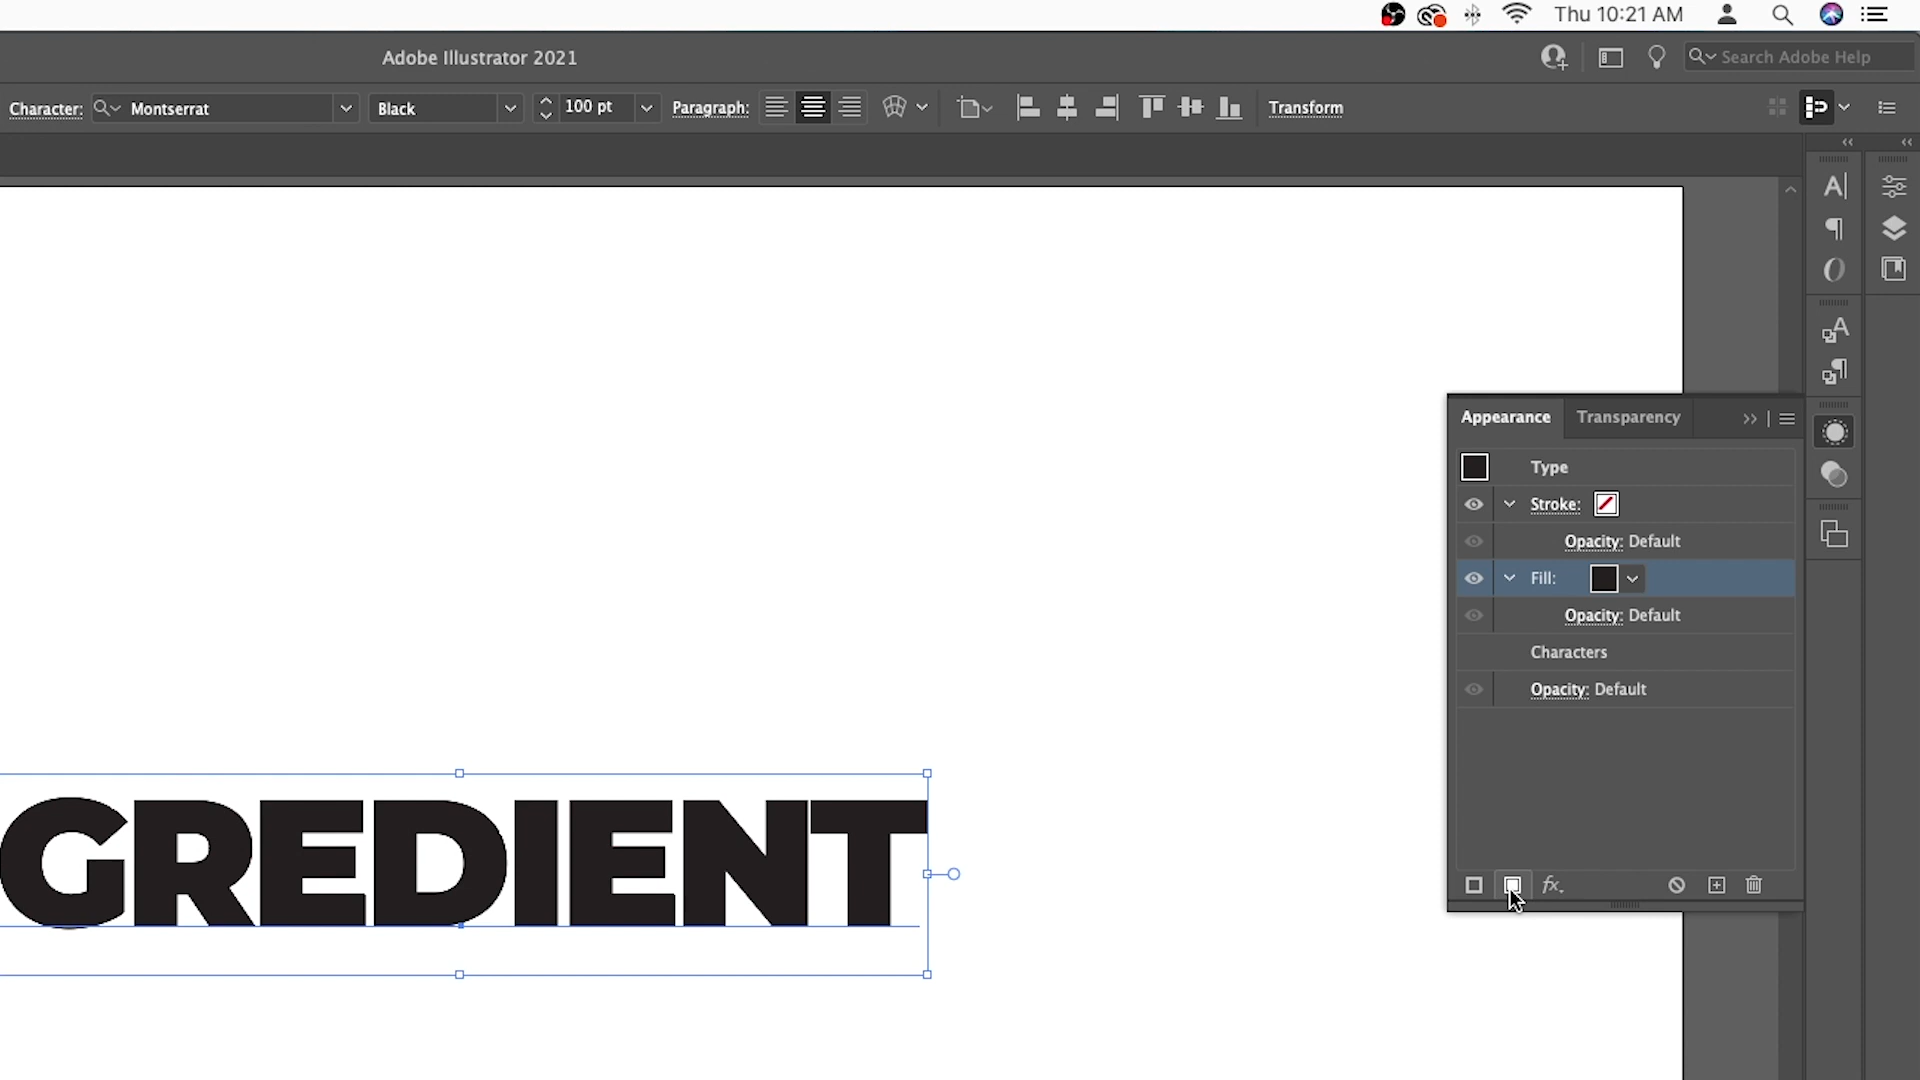 Thu 10:21 AM
Adobe Illustrator 2021
Search Adobe Help
Character: Montserrat Black 100 pt Paragraph: Transform
Appearance Transparency
Type
Stroke:
Opacity: Default
Fill:
Opacity: Default
Characters
Opacity: Default
fx.
GREDIENT